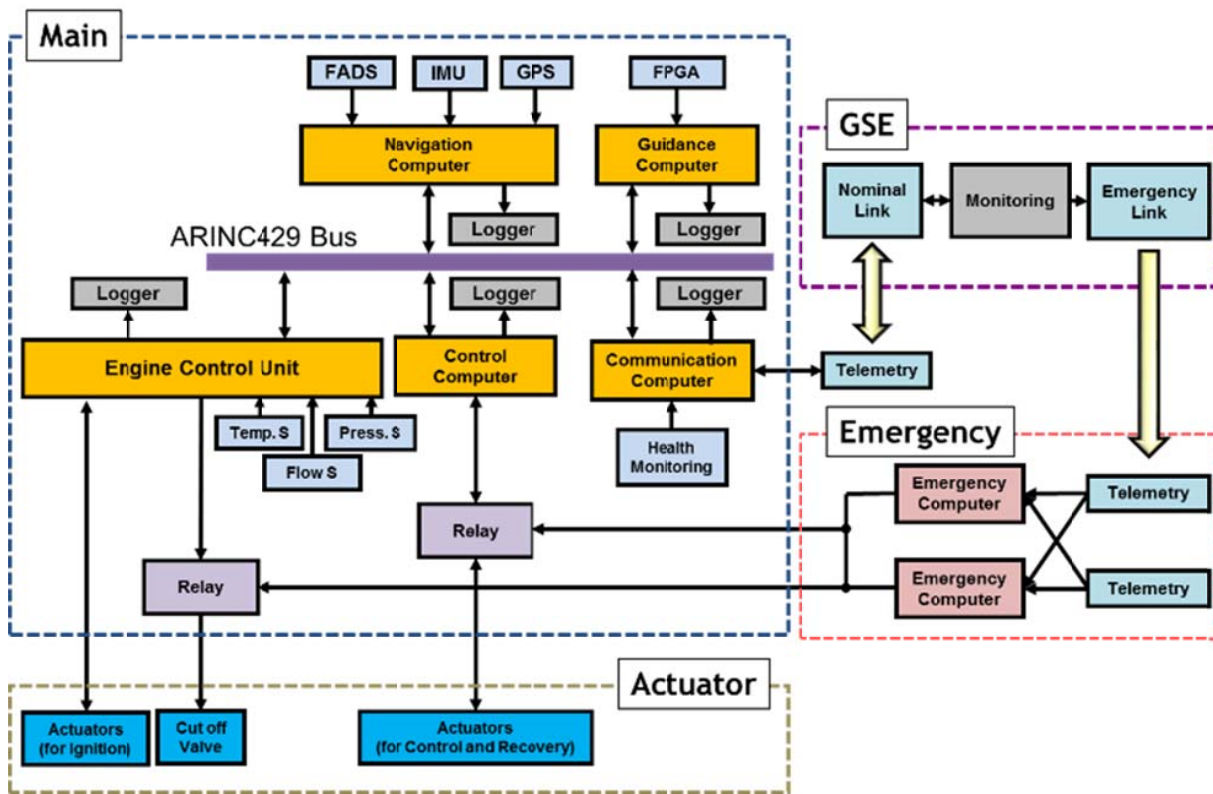 Main
FADS
IMU
GPS
FPGA
Navigation
Computer
Guidance
Computer
Logger
Logger
ARINC429 Bus
Logger
Logger
Logger
Engine Control Unit
Control
Computer
Communication
Computer
Temp. S
Press. S
Flow S
Health
Monitoring
Relay
Relay
GSE
Nominal
Link
Monitoring
Emergency
Link
Telemetry
Emergency
Emergency
Computer
Telemetry
Emergency
Computer
Telemetry
Actuator
Actuators
(for Ignition)
Cut off
Valve
Actuators
(for Control and Recovery)